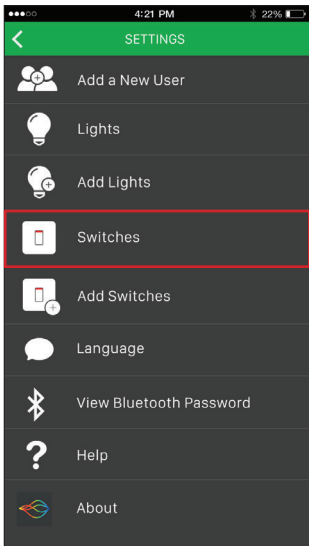 4:21 PM
22%
SETTINGS
Add a New User
Lights
Add Lights
Switches
Add Switches
Language
View Bluetooth Password
? Help
About